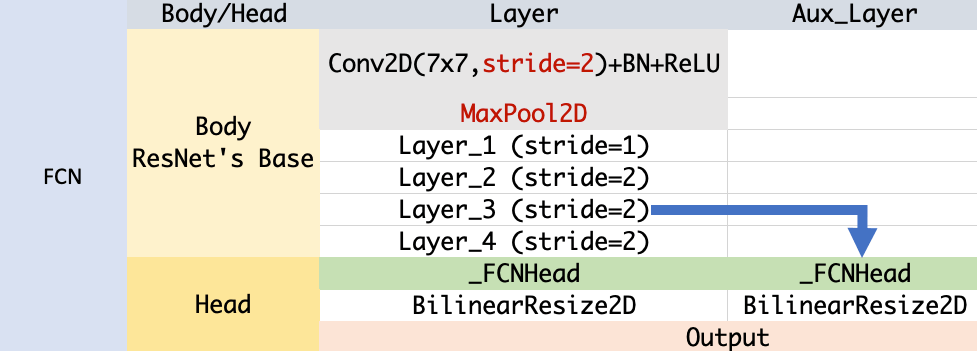 Body/Head Layer Aux_Layer
Conv2D(7x7,stride=2)+BN+ReLU
MaxPool2D
Body
ResNet's Base
Layer_1 (stride=1)
Layer_2 (stride=2)
FCN
Layer_3 (stride=2)
Layer_4 (stride=2)
_FCNHead _FCNHead
Head
BilinearResize2D BilinearResize2D
Output